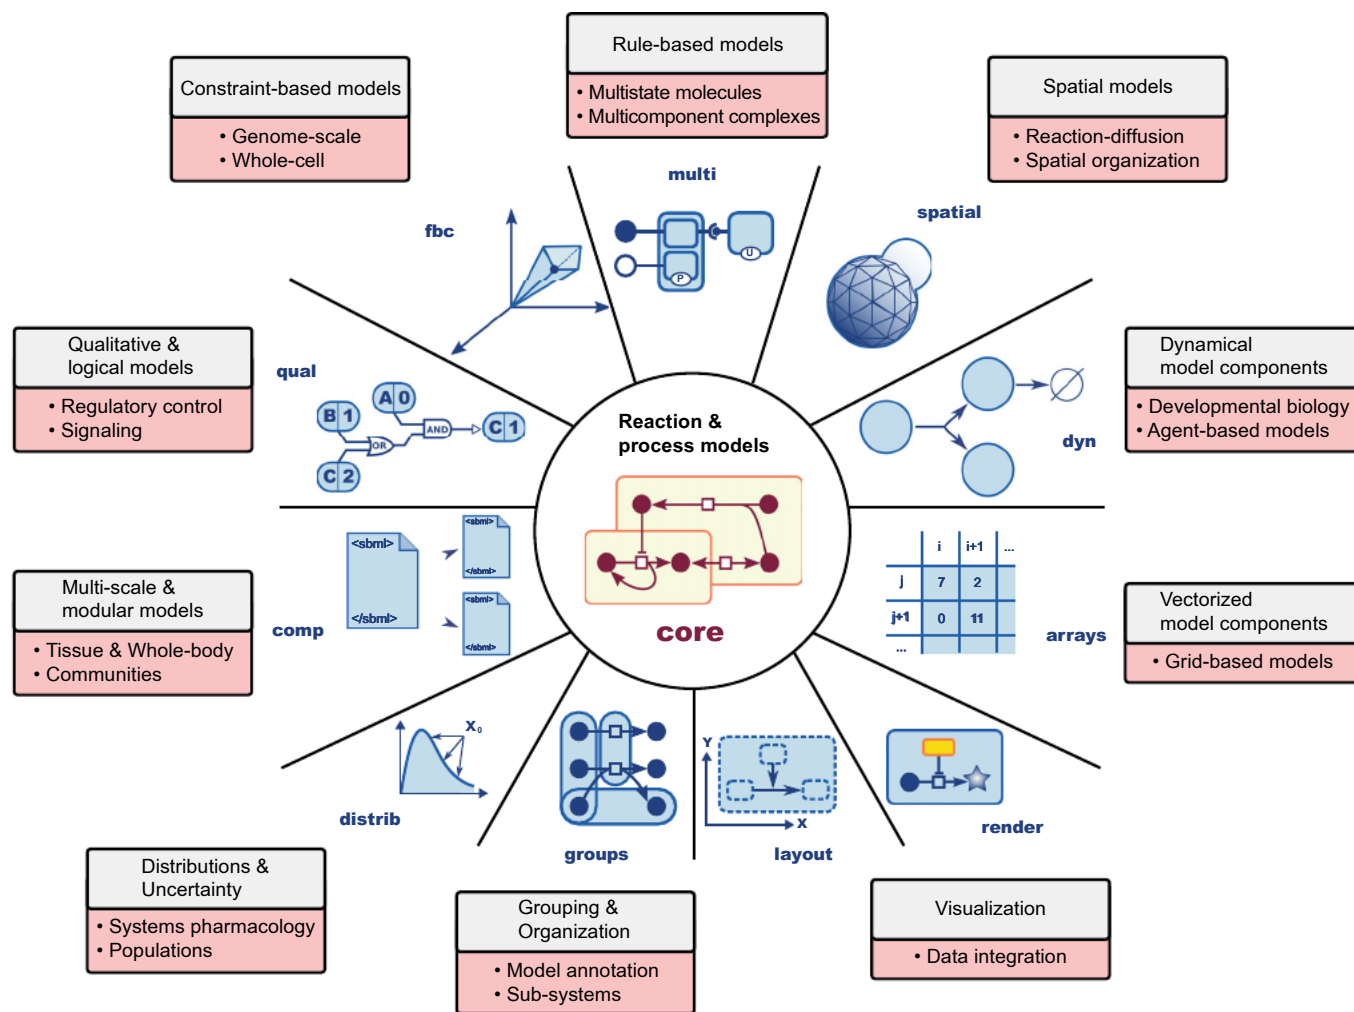 Rule-based models
• Multistate molecules
• Multicomponent complexes
multi
P
U
Constraint-based models
• Genome-scale
• Whole-cell
fbc
Spatial models
• Reaction-diffusion
• Spatial organization
spatial
Qualitative &
logical models
• Regulatory control
• Signaling
qual
A 0
B 1
OR
AND
C 1
C 2
Dynamical
model components
• Developmental biology
• Agent-based models
dyn
Reaction &
process models
core
Multi-scale &
modular models
• Tissue & Whole-body
• Communities
comp
<sbml>
</sbml>
<sbml>
</sbml>
<sbml>
</sbml>
i i+1 ...
j 7 2
j+1 0 11
...
arrays
Vectorized
model components
• Grid-based models
X0
distrib
Distributions &
Uncertainty
• Systems pharmacology
• Populations
groups
Grouping &
Organization
• Model annotation
• Sub-systems
Y
X
layout
render
Visualization
• Data integration